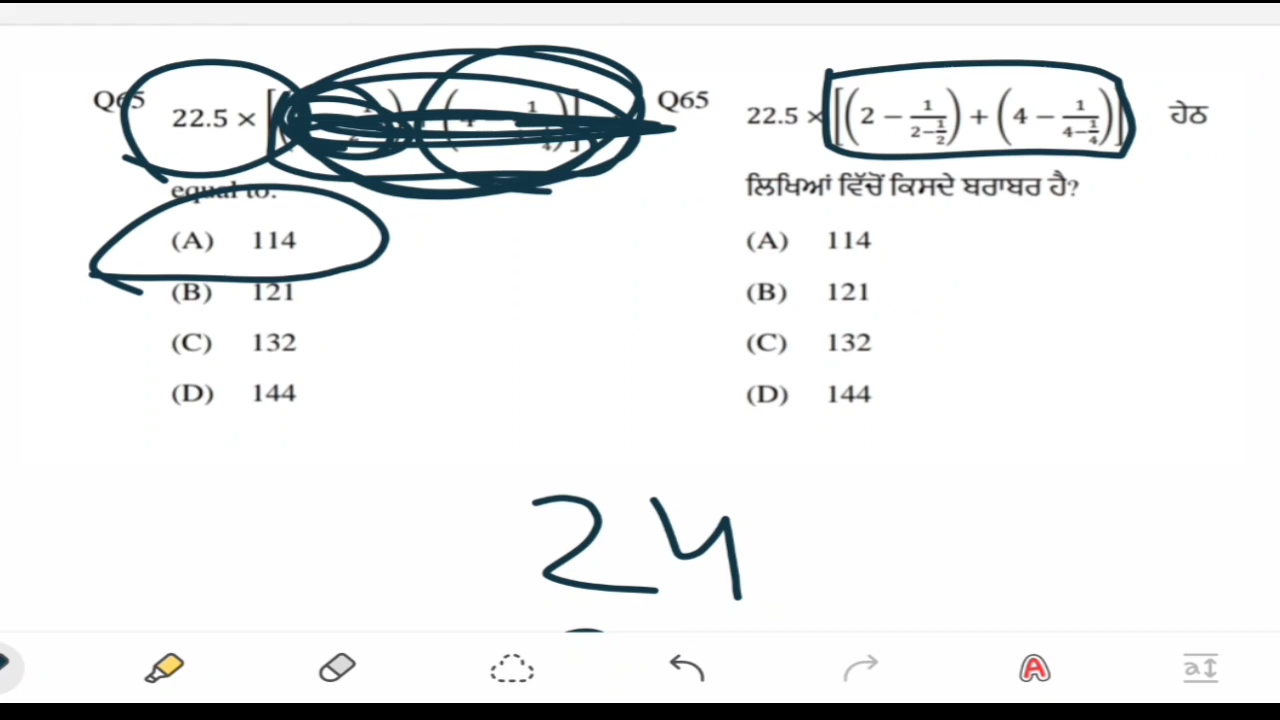 Q65 22.5 × [(
equal to:
(A) 114
(B) 121
(C) 132
(D) 144
Q65 22.5 × [(2 − 1/(2−1/2)) + (4 − 1/(4−1/4))] ਹੇਠ
ਲਿਖਿਆਂ ਵਿੱਚੋਂ ਕਿਸਦੇ ਬਰਾਬਰ ਹੈ?
(A) 114
(B) 121
(C) 132
(D) 144
24